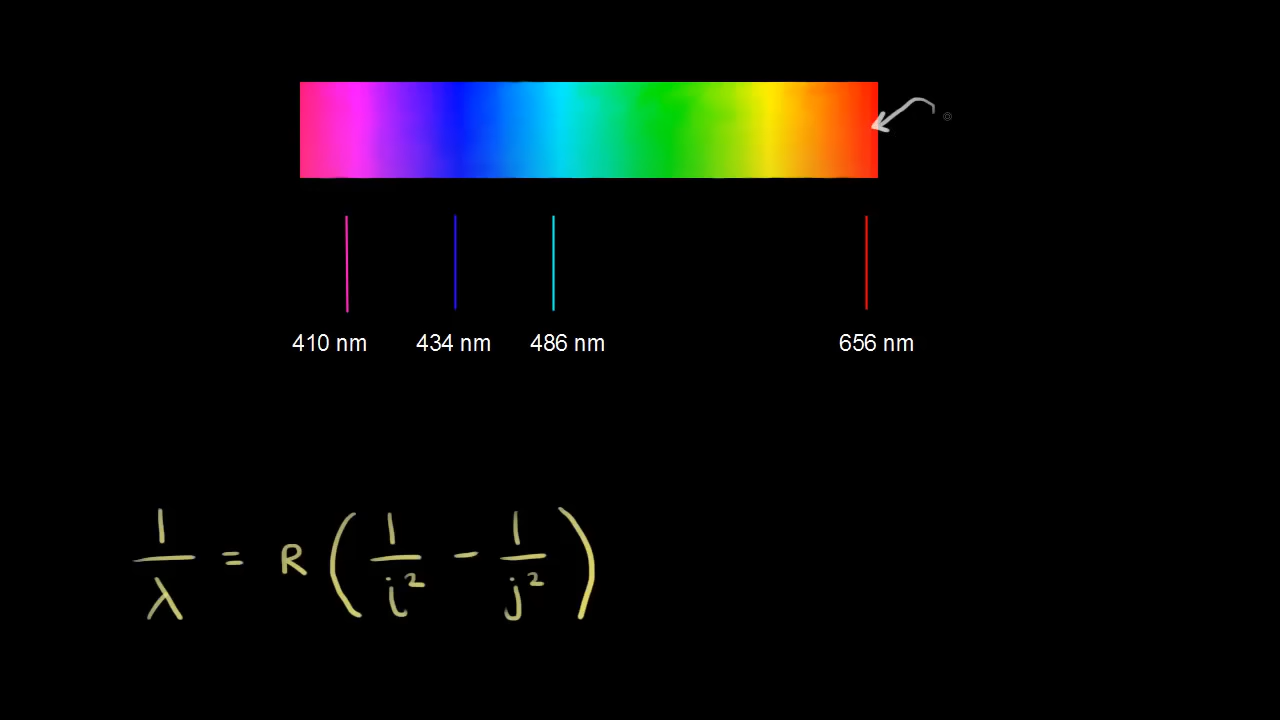 410 nm 434 nm 486 nm 656 nm
1/λ = R(1/i² - 1/j²)